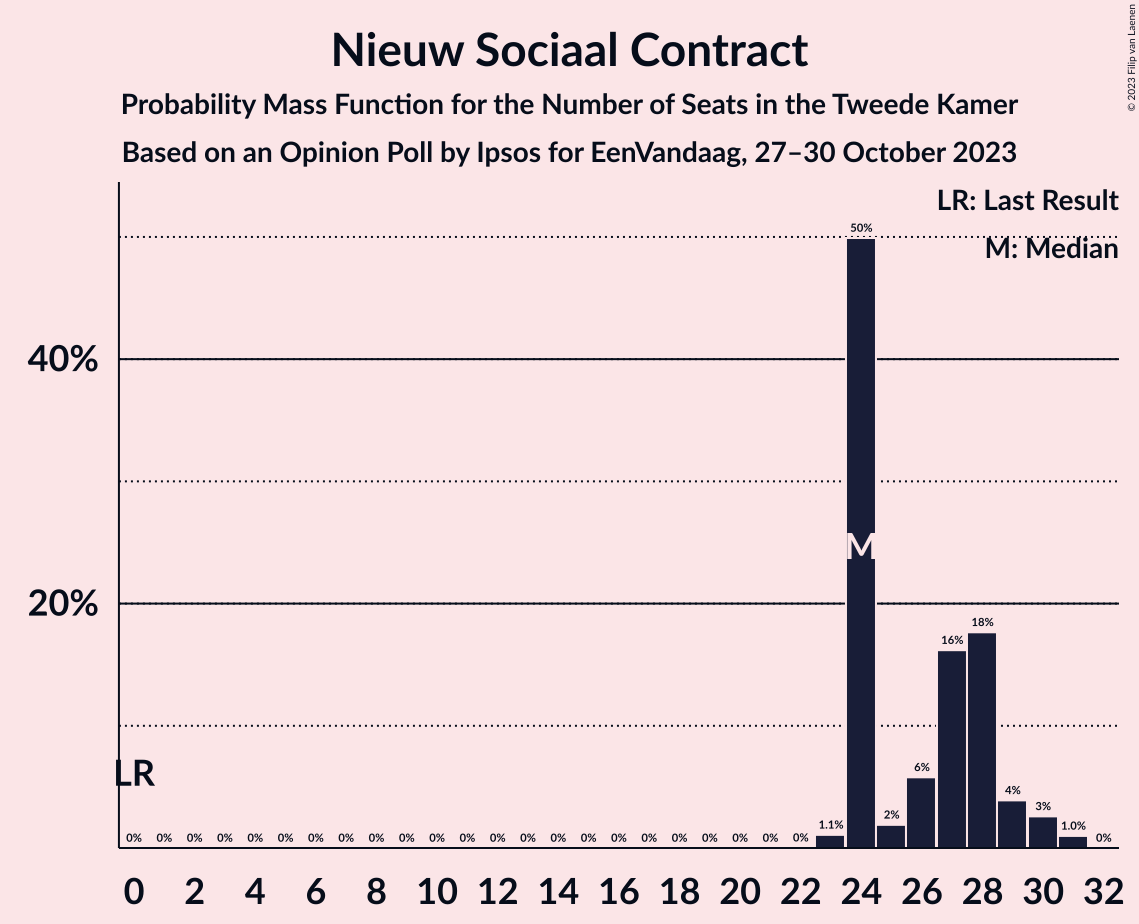 Nieuw Sociaal Contract
Probability Mass Function for the Number of Seats in the Tweede Kamer
Based on an Opinion Poll by Ipsos for EenVandaag, 27–30 October 2023
© 2023 Filip van Laenen
LR: Last Result
M: Median
50%
40%
M
20%
18%
16%
LR
6%
4%
3%
2%
1.1%
1.0%
0% 0% 0% 0% 0% 0% 0% 0% 0% 0% 0% 0% 0% 0% 0% 0% 0% 0% 0% 0% 0% 0% 0% 0%
0 2 4 6 8 10 12 14 16 18 20 22 24 26 28 30 32